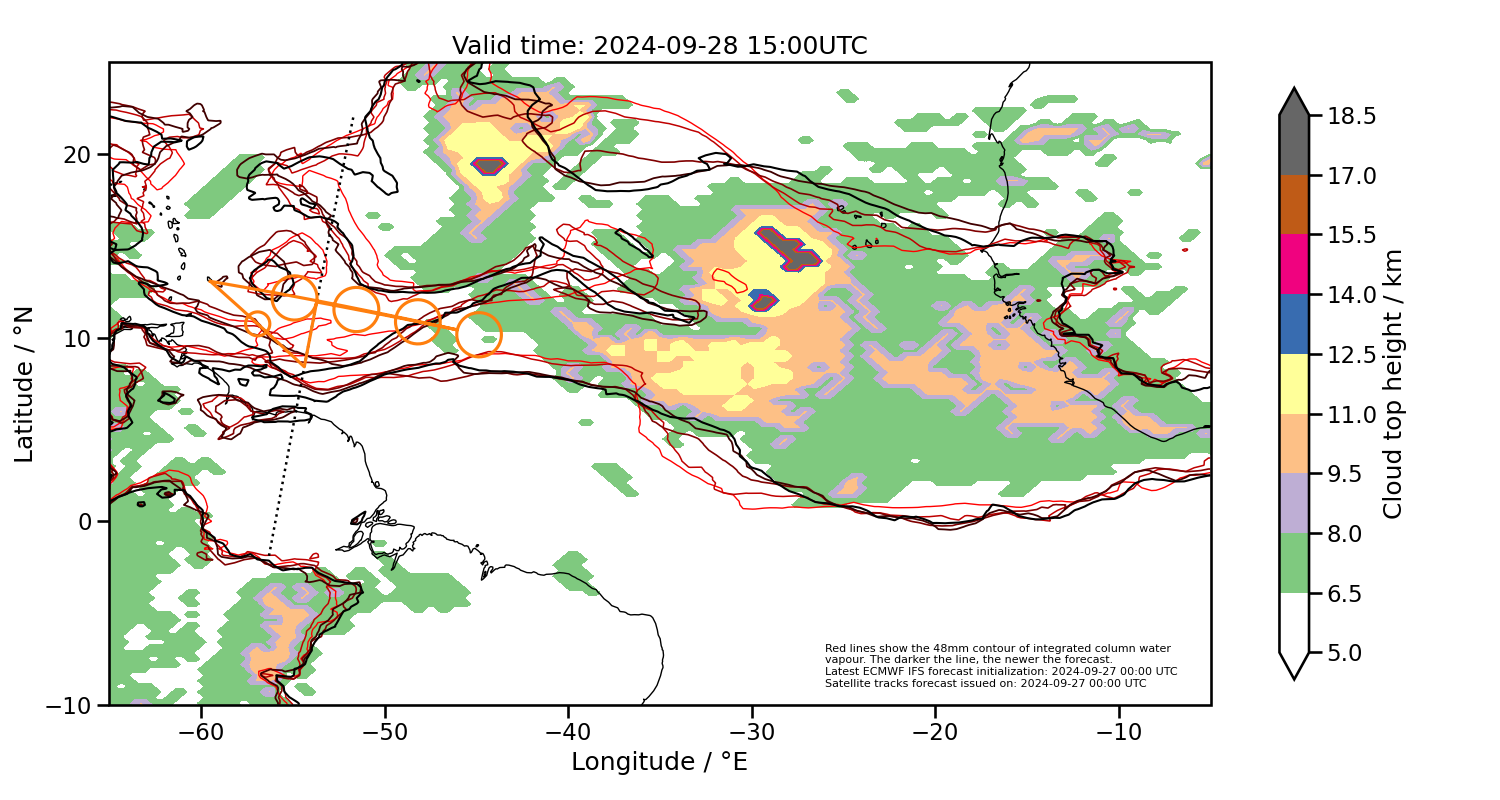 Valid time: 2024-09-28 15:00UTC
Latitude / °N
20
10
0
−10
−60
−50
−40
−30
−20
−10
Longitude / °E
Red lines show the 48mm contour of integrated column water
vapour. The darker the line, the newer the forecast.
Latest ECMWF IFS forecast initialization: 2024-09-27 00:00 UTC
Satellite tracks forecast issued on: 2024-09-27 00:00 UTC
18.5
17.0
15.5
14.0
12.5
11.0
9.5
8.0
6.5
5.0
Cloud top height / km